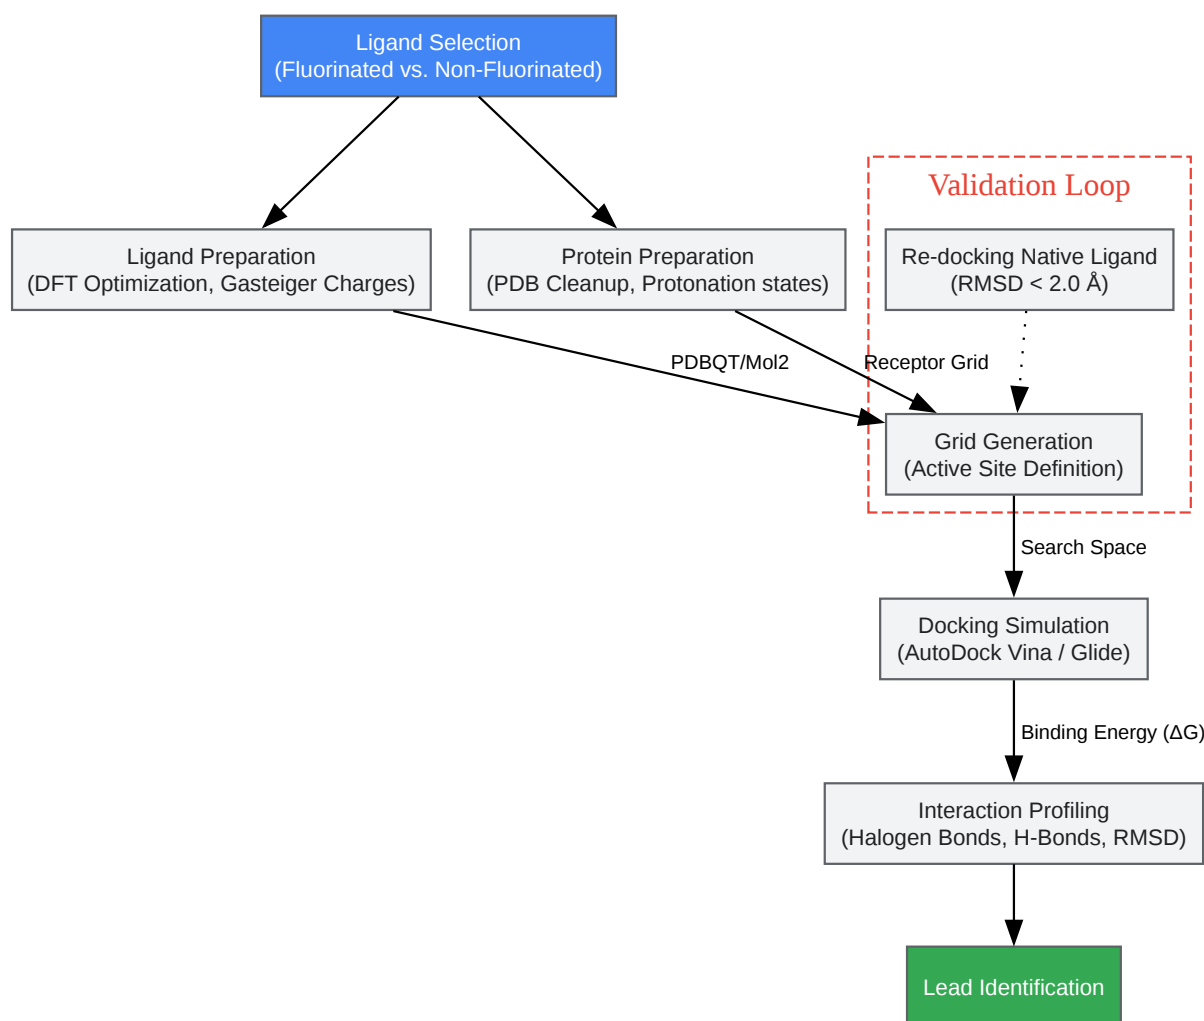 Ligand Selection
(Fluorinated vs. Non-Fluorinated)
Validation Loop
Ligand Preparation
(DFT Optimization, Gasteiger Charges)
Protein Preparation
(PDB Cleanup, Protonation states)
Re-docking Native Ligand
(RMSD < 2.0 Å)
PDBQT/Mol2
Receptor Grid
Grid Generation
(Active Site Definition)
Search Space
Docking Simulation
(AutoDock Vina / Glide)
Binding Energy (ΔG)
Interaction Profiling
(Halogen Bonds, H-Bonds, RMSD)
Lead Identification